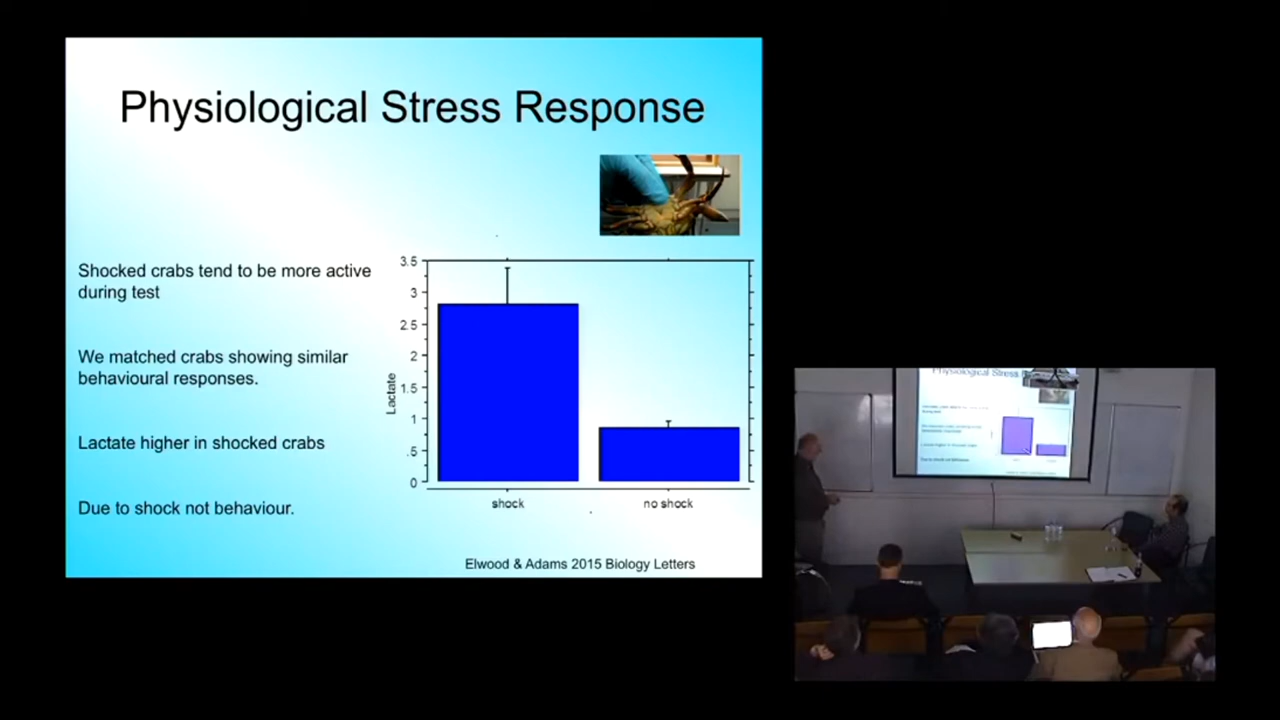 Physiological Stress Response
Shocked crabs tend to be more active
during test
We matched crabs showing similar
behavioural responses.
Lactate higher in shocked crabs
Due to shock not behaviour.
3.5
3
2.5
2
1.5
1
.5
0
Lactate
shock
no shock
Elwood & Adams 2015 Biology Letters
Physiological Stress